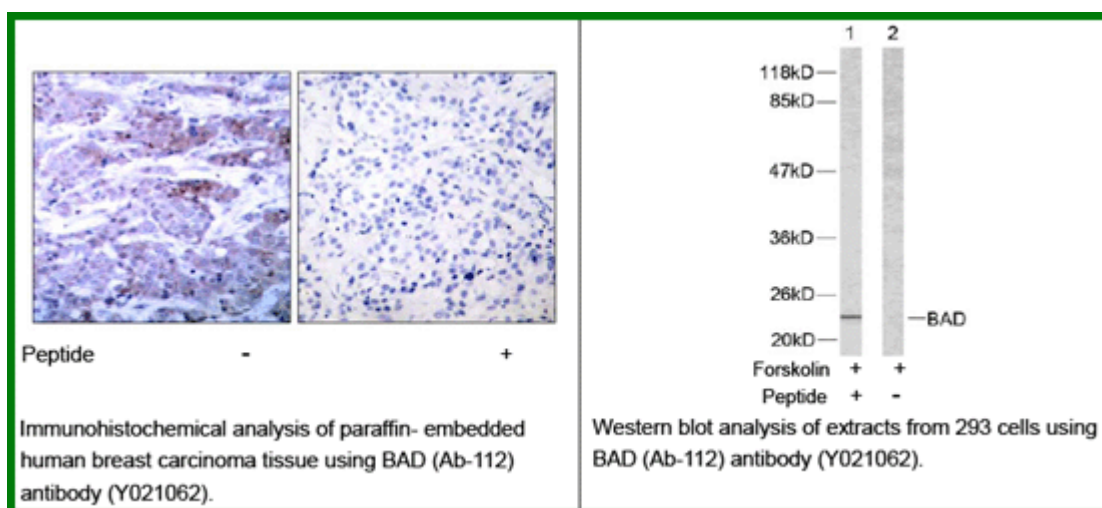 Peptide - +
Immunohistochemical analysis of paraffin- embedded
human breast carcinoma tissue using BAD (Ab-112)
antibody (Y021062).
1 2
118kD
85kD
47kD
36kD
26kD
BAD
20kD
Forskolin + +
Peptide + -
Western blot analysis of extracts from 293 cells using
BAD (Ab-112) antibody (Y021062).